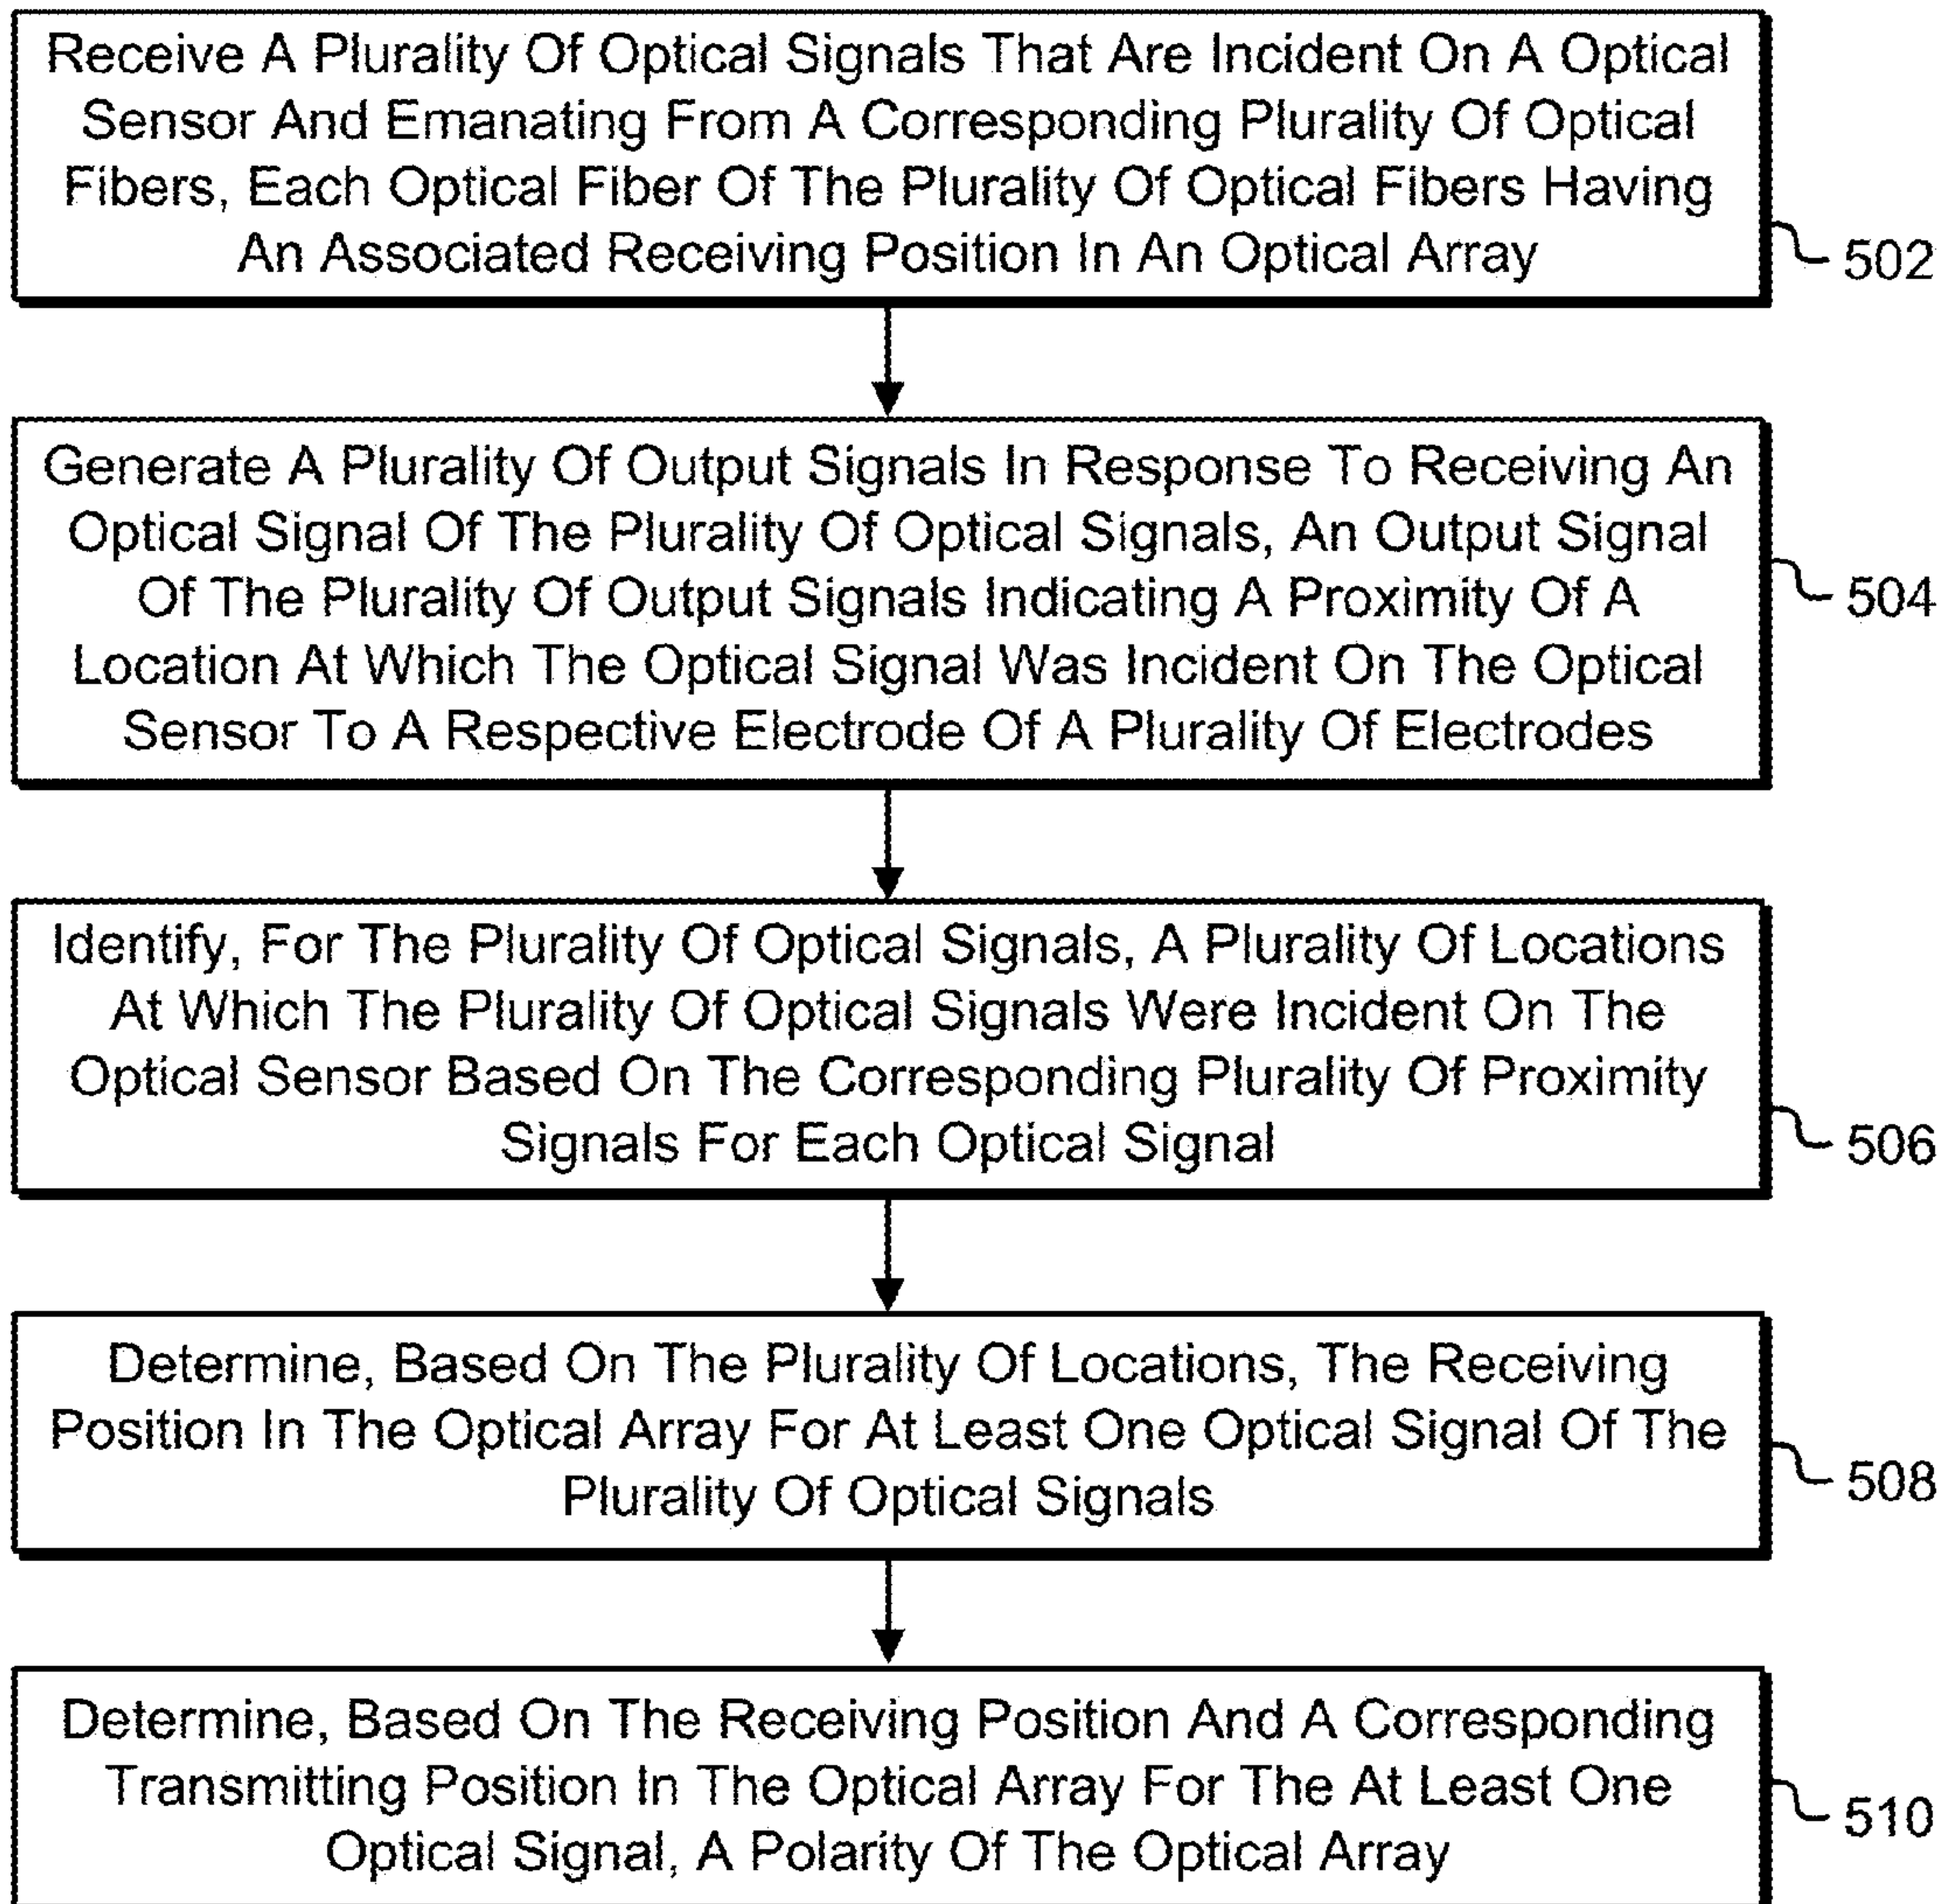 Receive A Plurality Of Optical Signals That Are Incident On A Optical
Sensor And Emanating From A Corresponding Plurality Of Optical
Fibers, Each Optical Fiber Of The Plurality Of Optical Fibers Having
An Associated Receiving Position In An Optical Array
502
Generate A Plurality Of Output Signals In Response To Receiving An
Optical Signal Of The Plurality Of Optical Signals, An Output Signal
Of The Plurality Of Output Signals Indicating A Proximity Of A
Location At Which The Optical Signal Was Incident On The Optical
Sensor To A Respective Electrode Of A Plurality Of Electrodes
504
Identify, For The Plurality Of Optical Signals, A Plurality Of Locations
At Which The Plurality Of Optical Signals Were Incident On The
Optical Sensor Based On The Corresponding Plurality Of Proximity
Signals For Each Optical Signal
506
Determine, Based On The Plurality Of Locations, The Receiving
Position In The Optical Array For At Least One Optical Signal Of The
Plurality Of Optical Signals
508
Determine, Based On The Receiving Position And A Corresponding
Transmitting Position In The Optical Array For The At Least One
Optical Signal, A Polarity Of The Optical Array
510